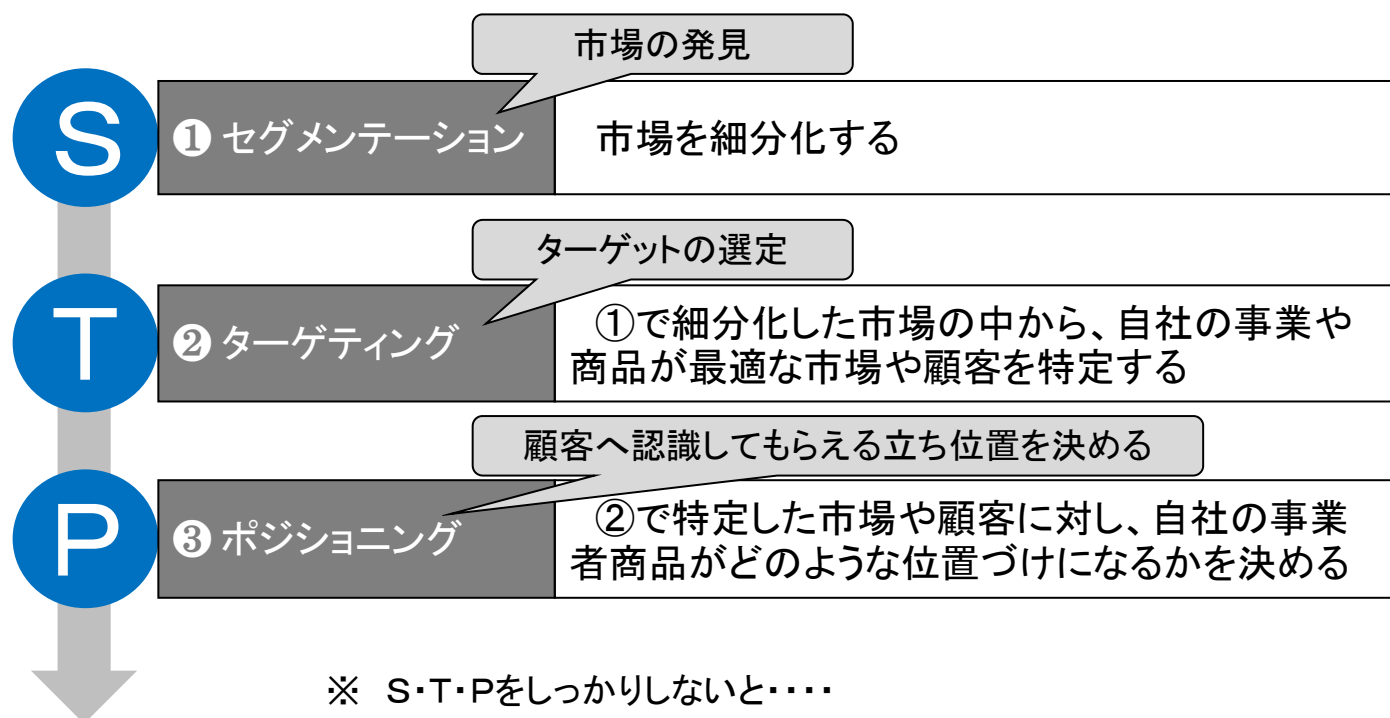 市場の発見
S
❶ セグメンテーション
市場を細分化する
ターゲットの選定
T
❷ ターゲティング
①で細分化した市場の中から、自社の事業や
商品が最適な市場や顧客を特定する
顧客へ認識してもらえる立ち位置を決める
P
❸ ポジショニング
②で特定した市場や顧客に対し、自社の事業
者商品がどのような位置づけになるかを決める
※ S・T・Pをしっかりしないと・・・・